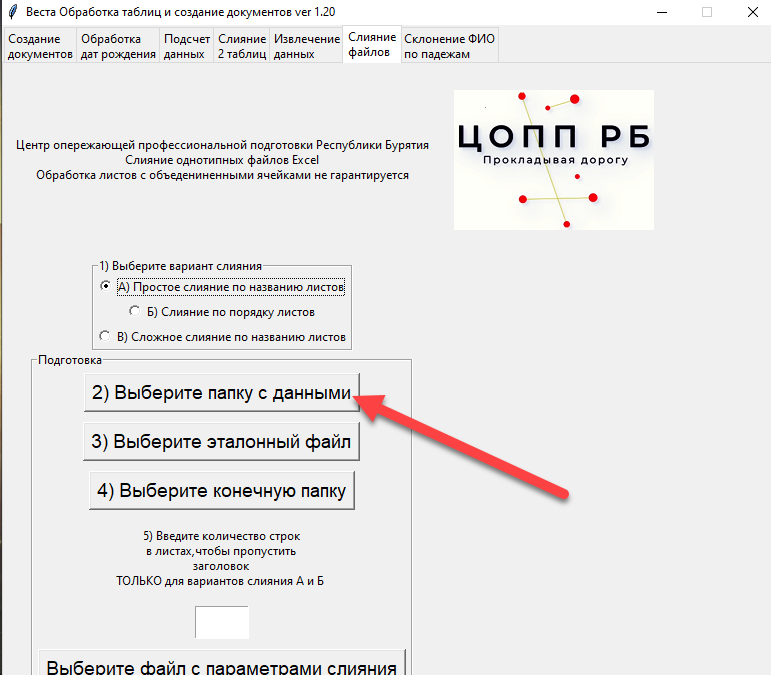 Веста Обработка таблиц и создание документов ver 1.20
Создание документов
Обработка дат рождения
Подсчет данных
Слияние 2 таблиц
Извлечение данных
Слияние файлов
Склонение ФИО по падежам
Центр опережающей профессиональной подготовки Республики Бурятия
Слияние однотипных файлов Excel
Обработка листов с объедениненными ячейками не гарантируется
ЦОПП РБ
Прокладывая дорогу
1) Выберите вариант слияния
А) Простое слияние по названию листов
Б) Слияние по порядку листов
В) Сложное слияние по названию листов
Подготовка
2) Выберите папку с данными
3) Выберите эталонный файл
4) Выберите конечную папку
5) Введите количество строк
в листах,чтобы пропустить
заголовок
ТОЛЬКО для вариантов слияния А и Б
Выберите файл с параметрами слияния